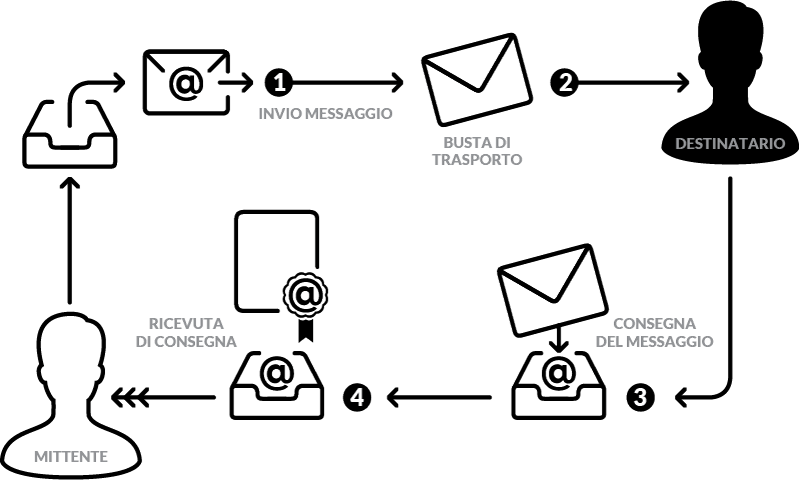 @
1
INVIO MESSAGGIO
BUSTA DI
TRASPORTO
2
DESTINATARIO
RICEVUTA
DI CONSEGNA
@
@
4
CONSEGNA
DEL MESSAGGIO
@
3
MITTENTE